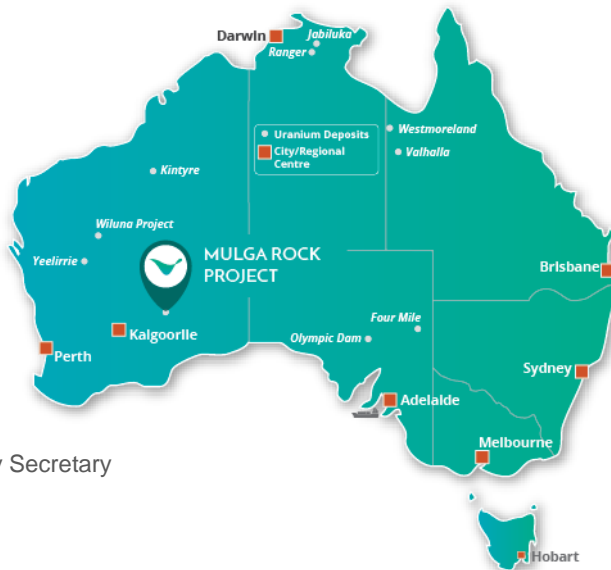 Darwin
Jabiluka
Ranger
Uranium Deposits
City/Regional
Centre
Westmoreland
Valhalla
Kintyre
Wiluna Project
Yeelirrie
MULGA ROCK
PROJECT
Brisbane
Four Mile
Olympic Dam
Kalgoorlie
Perth
Sydney
Adelaide
Melbourne
y Secretary
Hobart